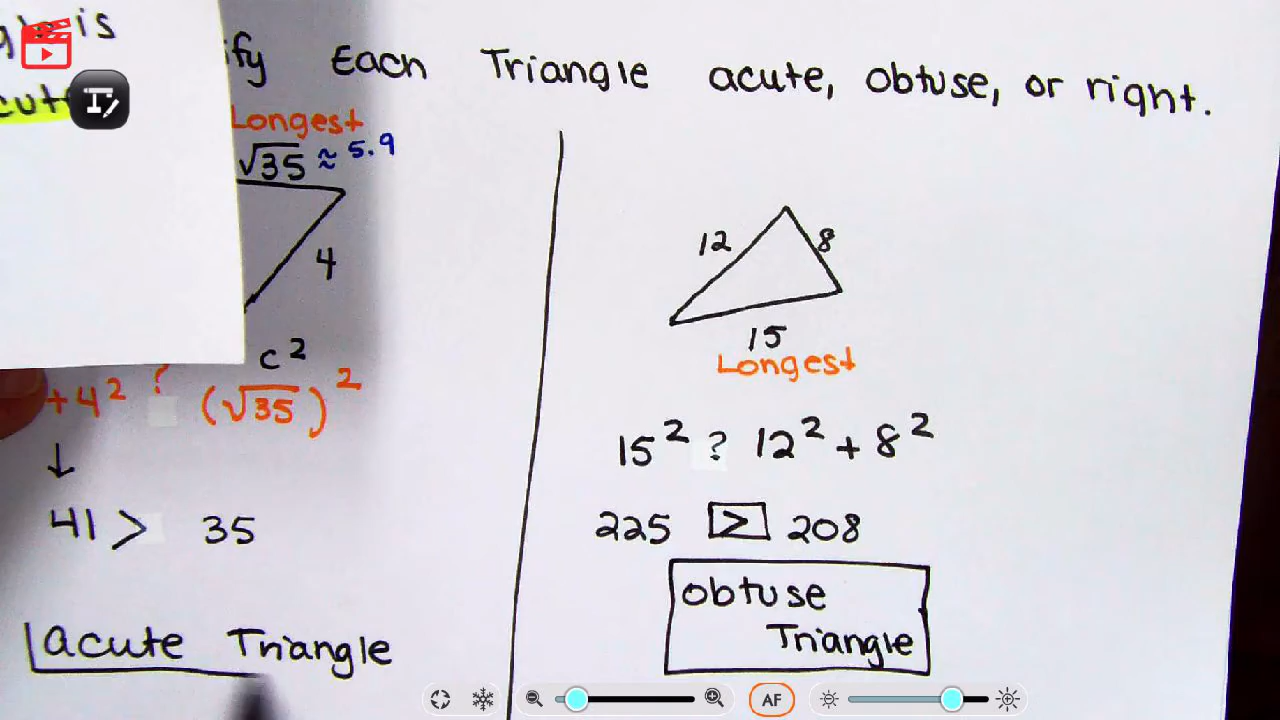 is
ify Each Triangle acute, obtuse, or right.
Longest
√35 ≈ 5.9
4
c²
+ 4² ? (√35)²
↓
41 > 35
acute Triangle
12
8
15
Longest
15² ? 12² + 8²
225 > 208
obtuse
Triangle
AF